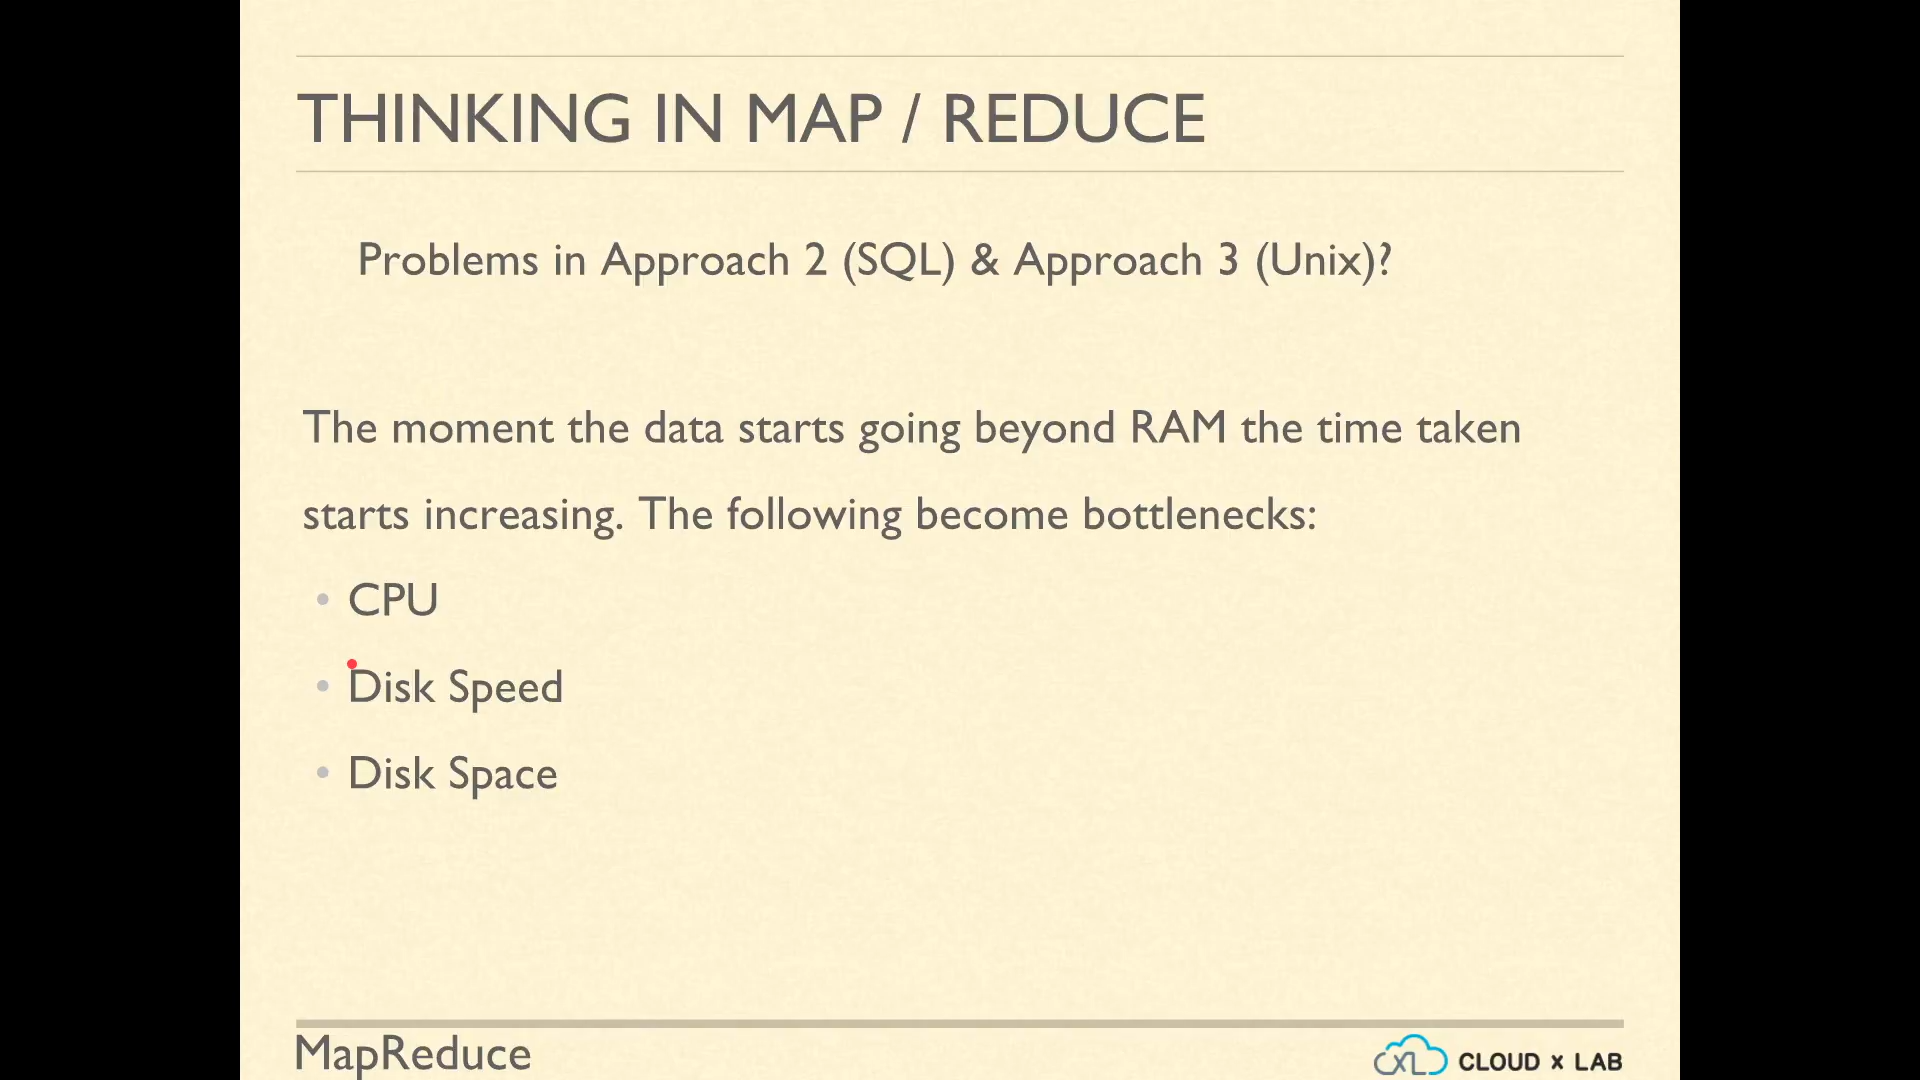 THINKING IN MAP / REDUCE
Problems in Approach 2 (SQL) & Approach 3 (Unix)?
The moment the data starts going beyond RAM the time taken
starts increasing. The following become bottlenecks:
• CPU
• Disk Speed
• Disk Space
MapReduce
CXL CLOUD x LAB